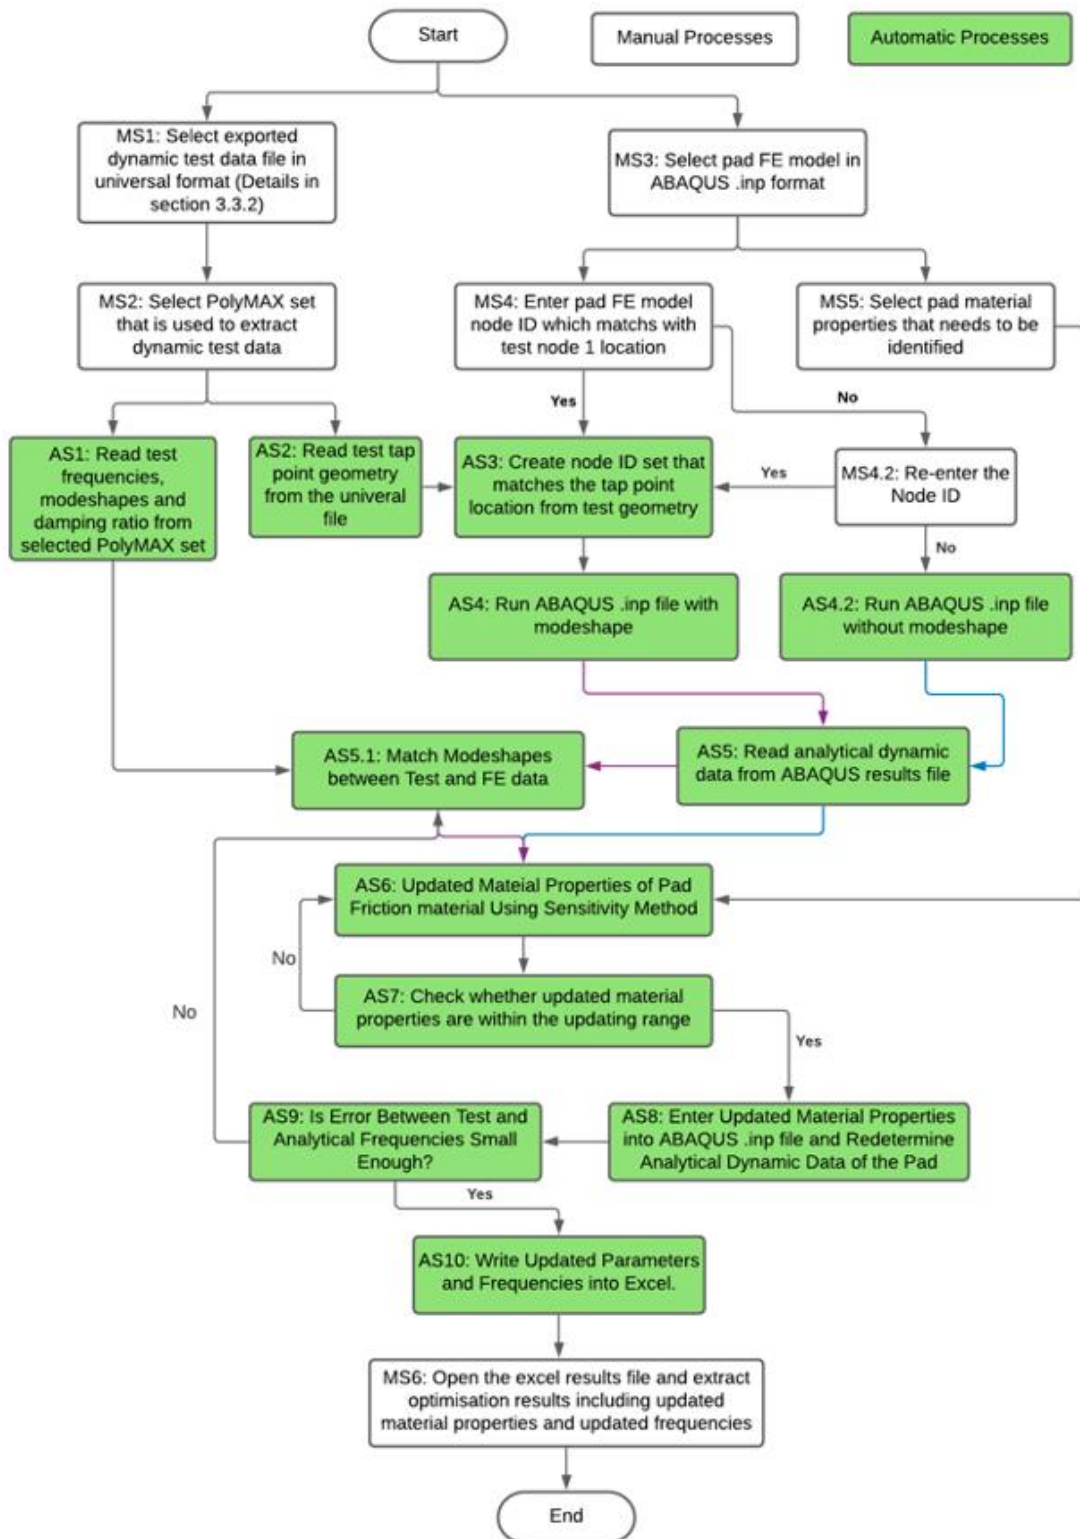 Start
Manual Processes
Automatic Processes
MS1: Select exported
dynamic test data file in
universal format (Details in
section 3.3.2)
MS3: Select pad FE model in
ABAQUS .inp format
MS2: Select PolyMAX set
that is used to extract
dynamic test data
MS4: Enter pad FE model
node ID which matchs with
test node 1 location
MS5: Select pad material
properties that needs to be
identified
Yes
No
AS1: Read test
frequencies,
modeshapes and
damping ratio from
selected PolyMAX set
AS2: Read test tap
point geometry
from the univeral
file
AS3: Create node ID set that
matches the tap point
location from test geometry
Yes
MS4.2: Re-enter the
Node ID
No
AS4: Run ABAQUS .inp file with
modeshape
AS4.2: Run ABAQUS .inp file
without modeshape
AS5.1: Match Modeshapes
between Test and FE data
AS5: Read analytical dynamic
data from ABAQUS results file
AS6: Updated Mateial Properties of Pad
Friction material Using Sensitivity Method
No
AS7: Check whether updated material
properties are within the updating range
No
Yes
AS9: Is Error Between Test and
Analytical Frequencies Small
Enough?
AS8: Enter Updated Material Properties
into ABAQUS .inp file and Redetermine
Analytical Dynamic Data of the Pad
Yes
AS10: Write Updated Parameters
and Frequencies into Excel.
MS6: Open the excel results file and extract
optimisation results including updated
material properties and updated frequencies
End